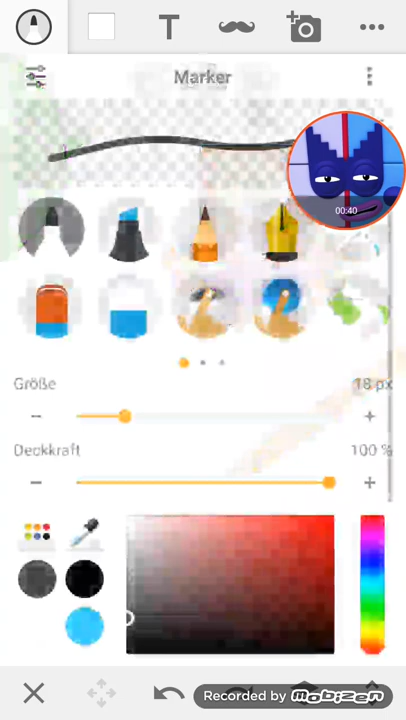 T
Marker
00:40
Größe
18 px
Deckkraft
100 %
Recorded by Mobizen